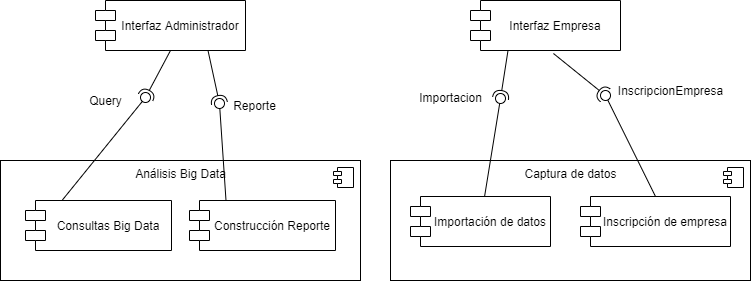 Interfaz Administrador
Interfaz Empresa
Query
Reporte
Importacion
InscripcionEmpresa
Análisis Big Data
Captura de datos
Consultas Big Data
Construcción Reporte
Importación de datos
Inscripción de empresa